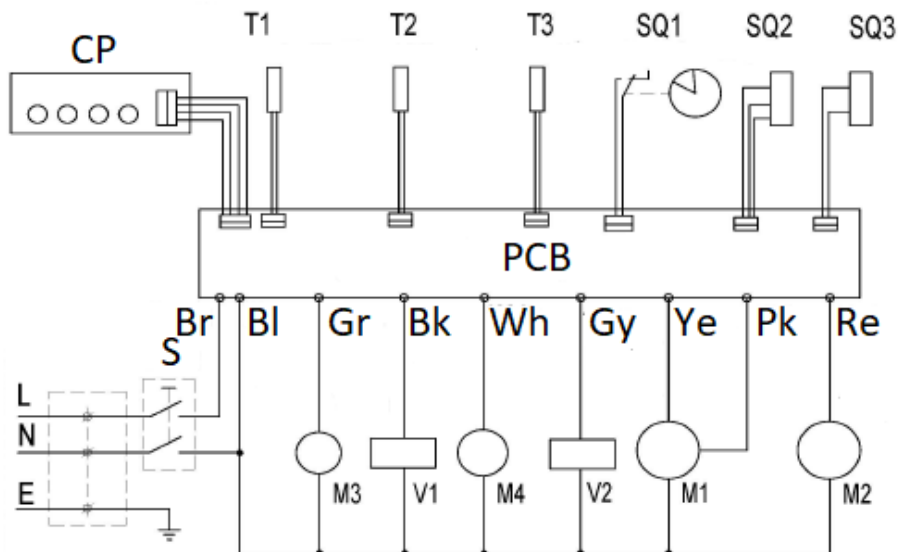 CP T1 T2 T3 SQ1 SQ2 SQ3
PCB
Br Bl Gr Bk Wh Gy Ye Pk Re
S
L
N
E
M3 V1 M4 V2 M1 M2